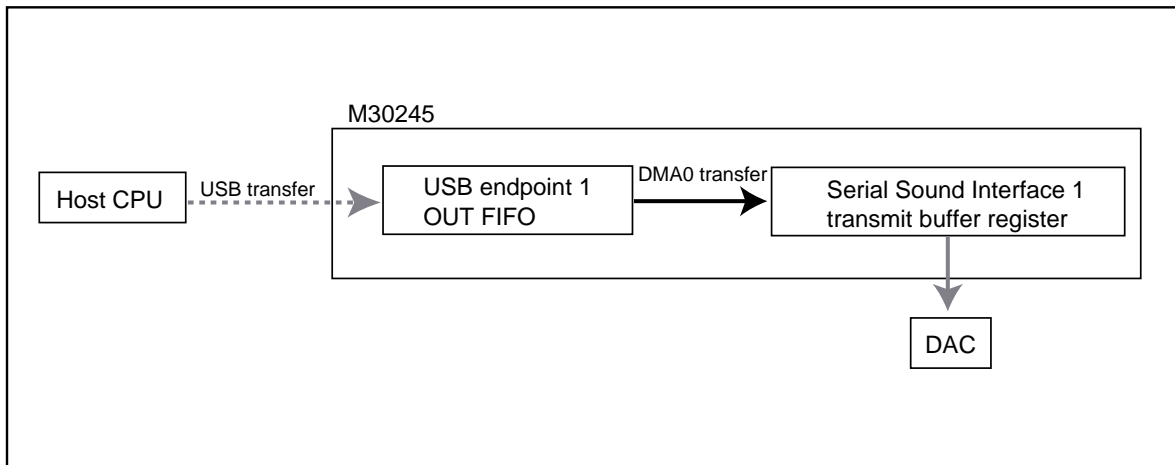 M30245
Host CPU
USB transfer
USB endpoint 1
OUT FIFO
DMA0 transfer
Serial Sound Interface 1
transmit buffer register
DAC